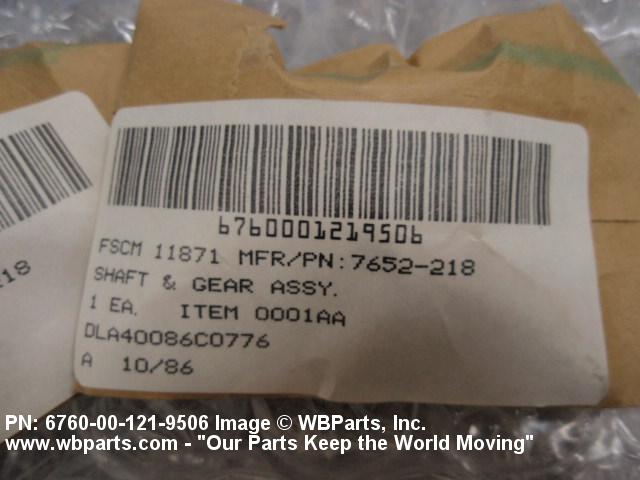 6760001219506
FSCM 11871 MFR/PN:7652-218
SHAFT & GEAR ASSY.
1 EA. ITEM 0001AA
DLA40086C0776
A 10/86
218
PN: 6760-00-121-9506 Image © WBParts, Inc.
www.wbparts.com - "Our Parts Keep the World Moving"